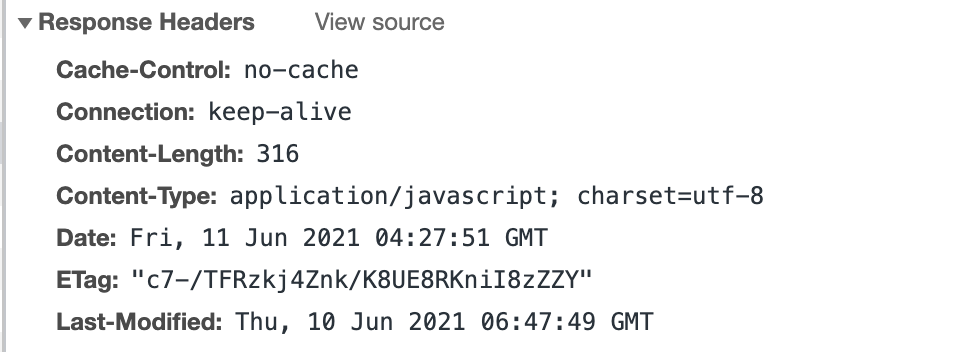 Response Headers View source
Cache-Control: no-cache
Connection: keep-alive
Content-Length: 316
Content-Type: application/javascript; charset=utf-8
Date: Fri, 11 Jun 2021 04:27:51 GMT
ETag: "c7-/TFRzkj4Znk/K8UE8RKniI8zZZY"
Last-Modified: Thu, 10 Jun 2021 06:47:49 GMT